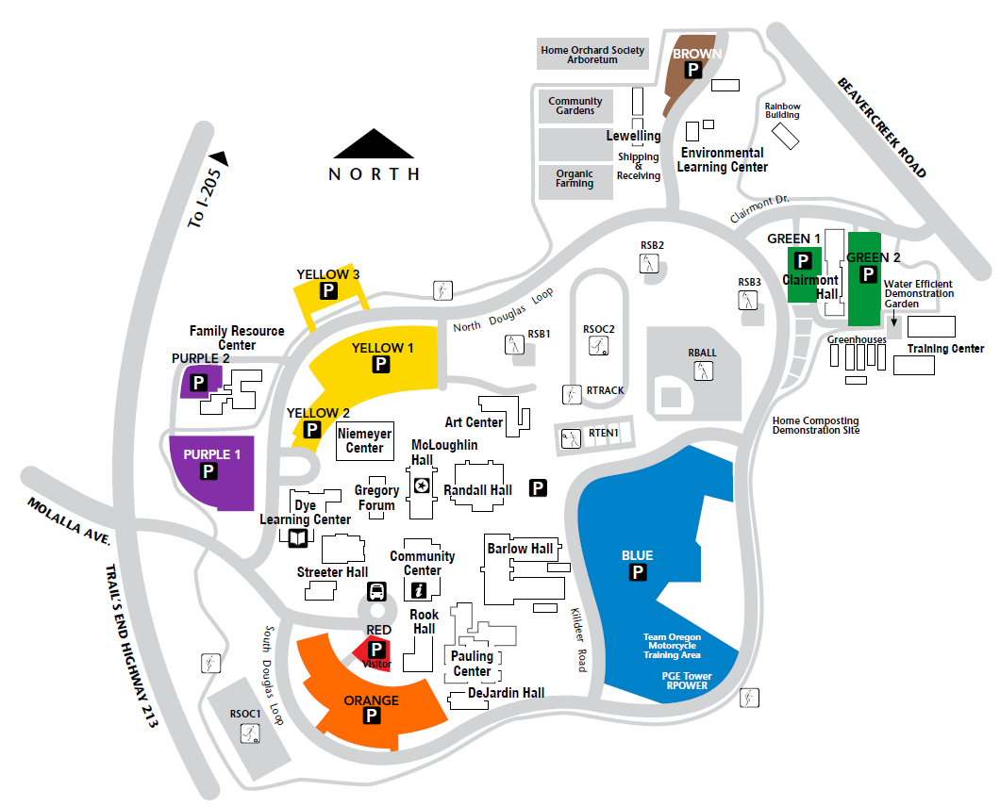 Home Orchard Society
Arboretum
BROWN
P
BEAVERCREEK ROAD
Community
Gardens
Rainbow
Building
Lewelling
Shipping
&
Receiving
Environmental
Learning Center
Organic
Farming
To I-205
NORTH
Clairmont Dr.
GREEN 1
P
Clairmont
Hall
GREEN 2
P
RSB2
RSB3
Water Efficient
Demonstration
Garden
YELLOW 3
P
North Douglas Loop
Family Resource
Center
PURPLE 2
P
YELLOW 1
P
RSB1
RSOC2
RBALL
Greenhouses
Training Center
RTRACK
YELLOW 2
P
Niemeyer
Center
Art Center
RTEN1
Home Composting
Demonstration Site
PURPLE 1
P
McLoughlin
Hall
Gregory
Forum
Randall Hall
P
Dye
Learning Center
MOLALLA AVE.
TRAIL'S END HIGHWAY 213
Streeter Hall
Community
Center
i
Barlow Hall
BLUE
P
Rook
Hall
RED
P
Visitor
Killdeer Road
South Douglas Loop
Pauling
Center
Team Oregon
Motorcycle
Training Area
PGE Tower
RPOWER
DeJardin Hall
ORANGE
P
RSOC1